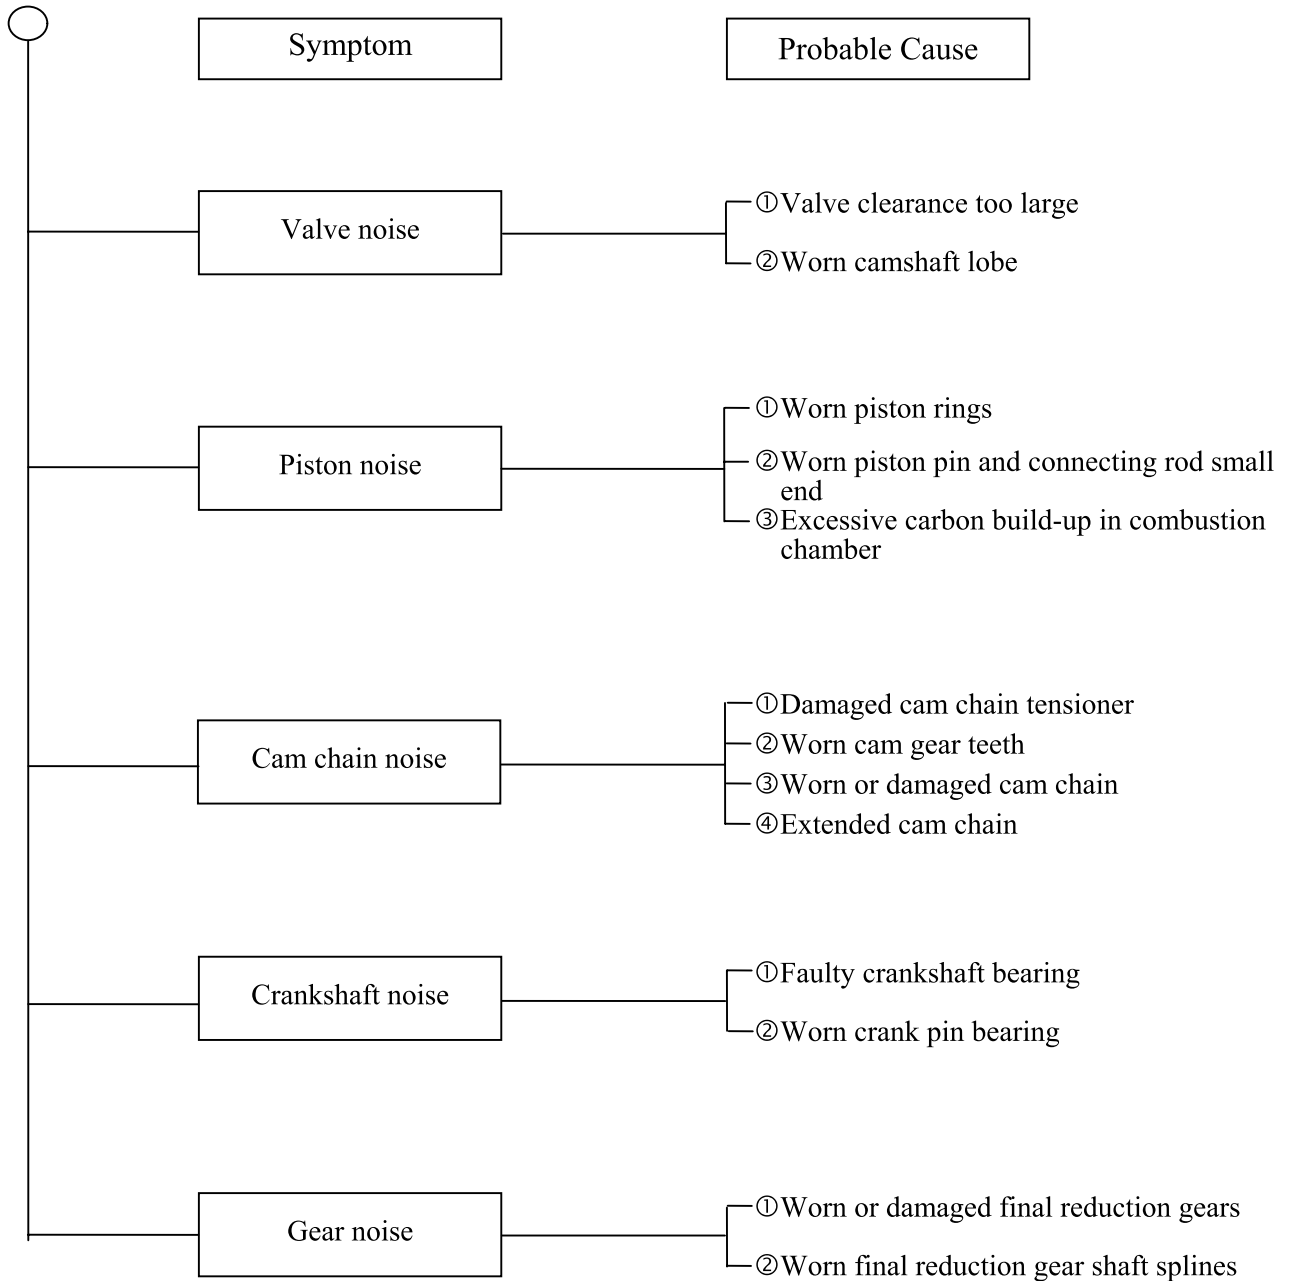 Symptom
Probable Cause
Valve noise
①Valve clearance too large
②Worn camshaft lobe
Piston noise
①Worn piston rings
②Worn piston pin and connecting rod small
end
③Excessive carbon build-up in combustion
chamber
Cam chain noise
①Damaged cam chain tensioner
②Worn cam gear teeth
③Worn or damaged cam chain
④Extended cam chain
Crankshaft noise
①Faulty crankshaft bearing
②Worn crank pin bearing
Gear noise
①Worn or damaged final reduction gears
②Worn final reduction gear shaft splines